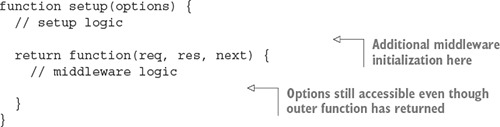 function setup(options) {
// setup logic
Additional middleware
initialization here
return function(req, res, next) {
// middleware logic
Options still accessible even though
outer function has returned
}
}